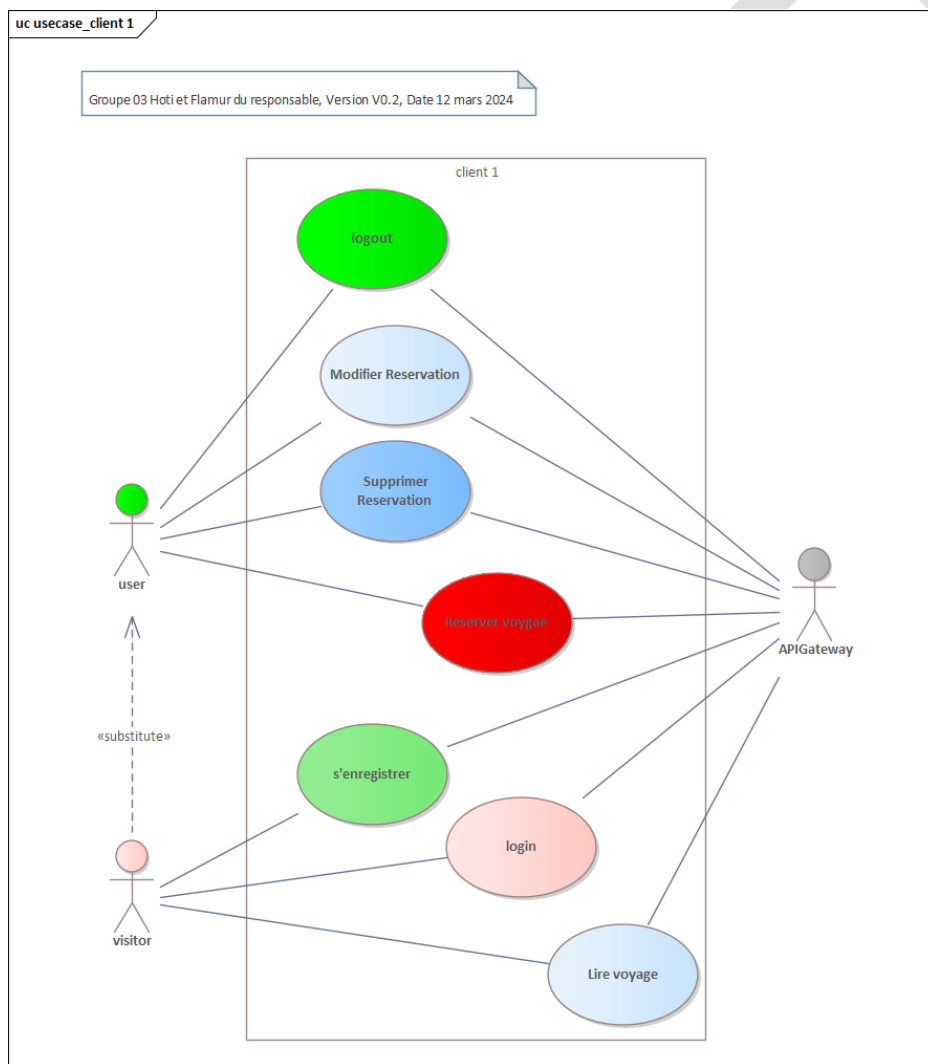 uc usecase_client 1
Groupe 03 Hoti et Flamur du responsable, Version V0.2, Date 12 mars 2024
client 1
logout
Modifier Reservation
Supprimer
Reservation
user
Reserver voygae
APIGateway
«substitute»
s'enregistrer
login
visitor
Lire voyage